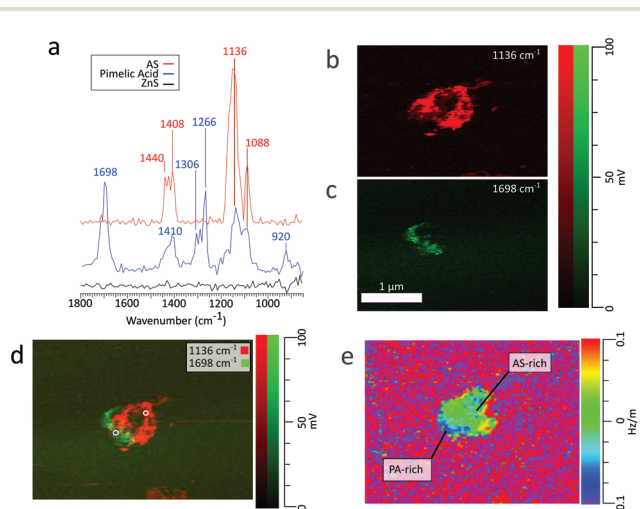 a
AS
Pimelic Acid
ZnS
1136
1408
1440
1266
1306
1088
1698
1410
920
1800 1600 1400 1200 1000
Wavenumber (cm-1)
b
1136 cm-1
c
1698 cm-1
1 µm
100
50
0
mV
d
1136 cm-1
1698 cm-1
100
50
0
mV
e
AS-rich
PA-rich
0.1
0
0.1
Hz/m